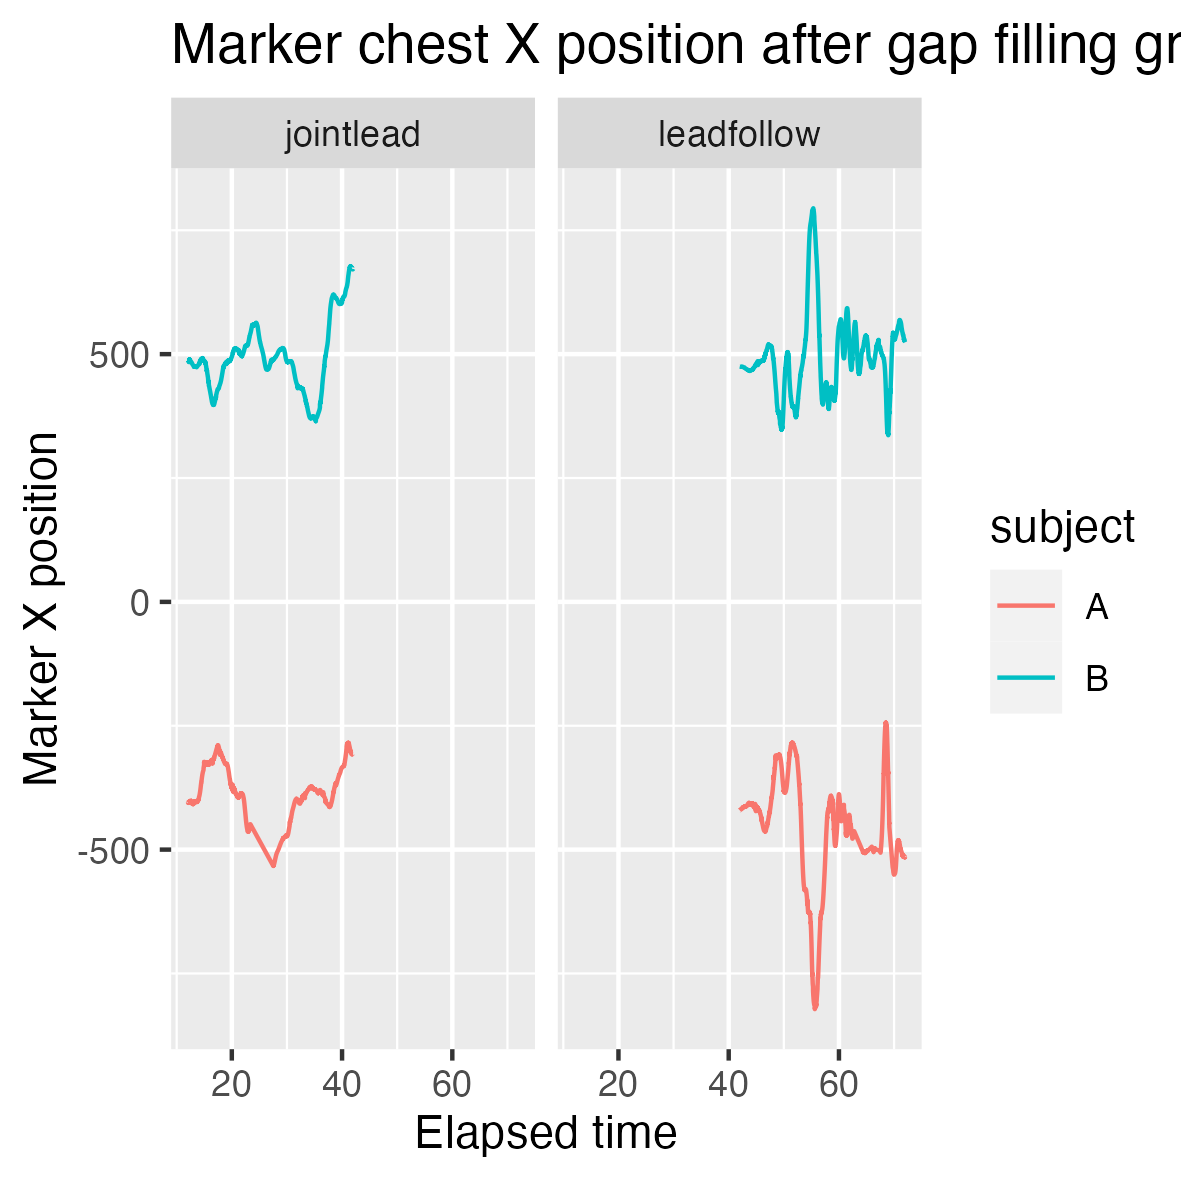 Marker chest X position after gap filling gr
jointlead
leadfollow
Marker X position
500
0
-500
20 40 60
20 40 60
Elapsed time
subject
A
B